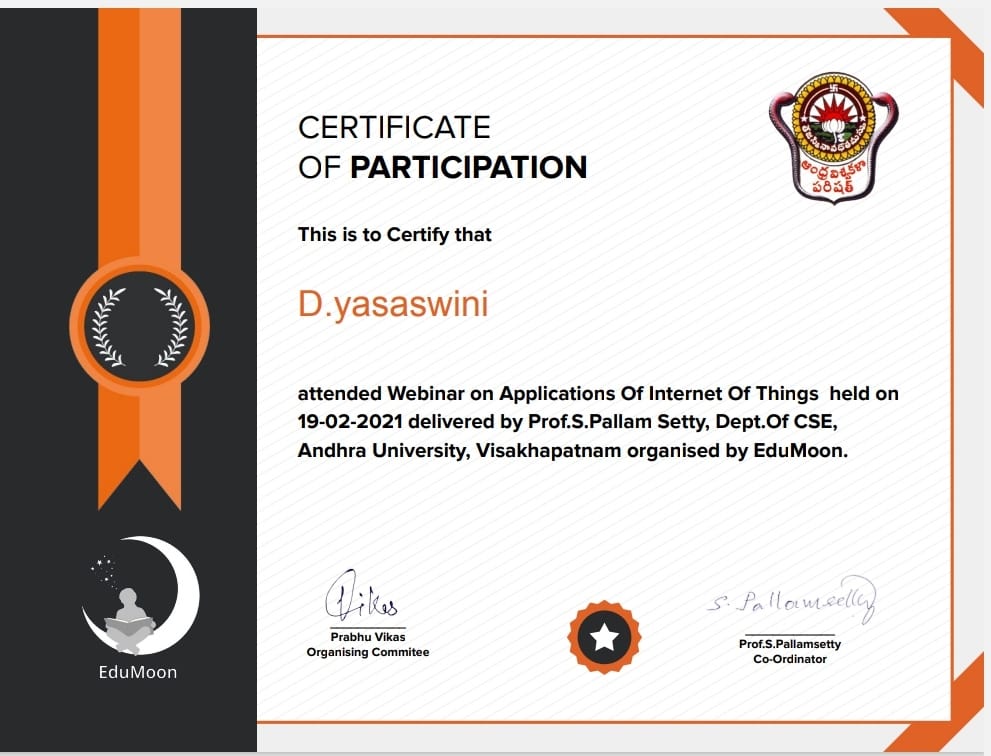 CERTIFICATE
OF PARTICIPATION
This is to Certify that
D.yasaswini
attended Webinar on Applications Of Internet Of Things held on
19-02-2021 delivered by Prof.S.Pallam Setty, Dept.Of CSE,
Andhra University, Visakhapatnam organised by EduMoon.
ఆంధ్ర విశ్వకళా
పరిషత్
Vikas
Prabhu Vikas
Organising Commitee
S. Pallamsetty
Prof.S.Pallamsetty
Co-Ordinator
EduMoon